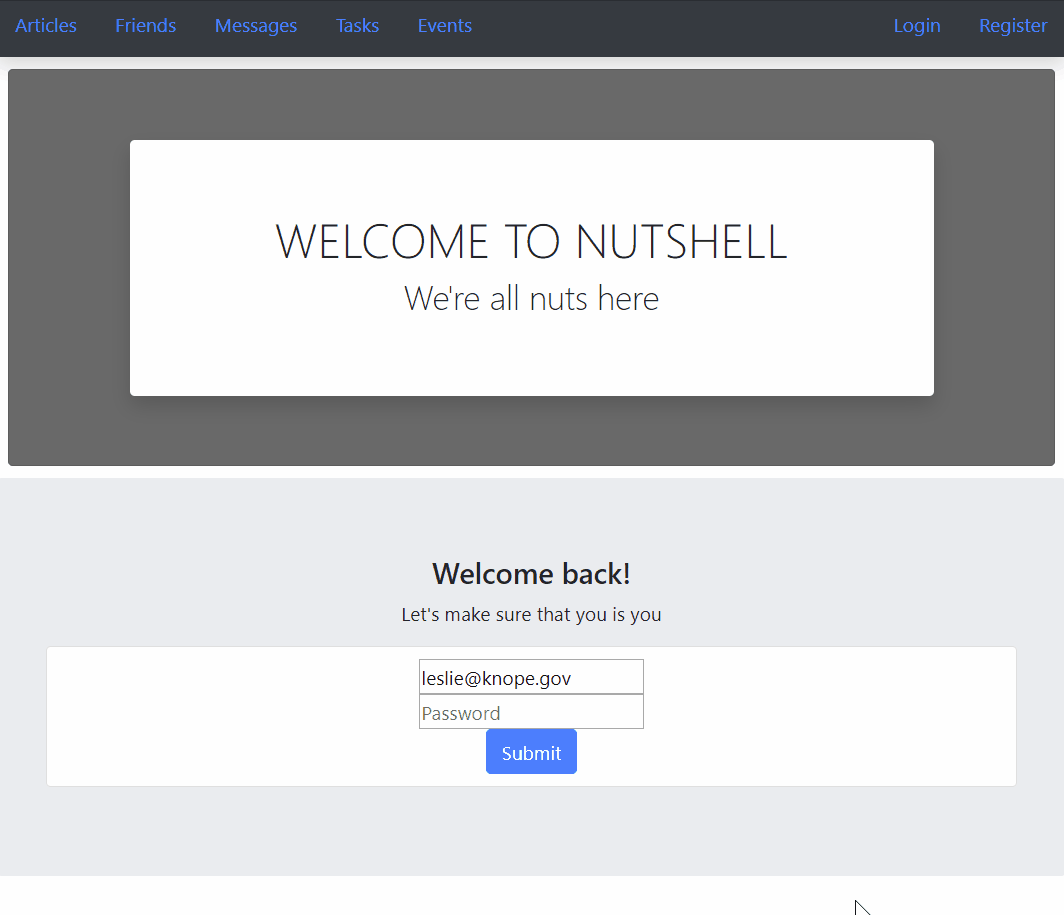 Articles Friends Messages Tasks Events Login Register
WELCOME TO NUTSHELL
We're all nuts here
Welcome back!
Let's make sure that you is you
leslie@knope.gov
Password
Submit